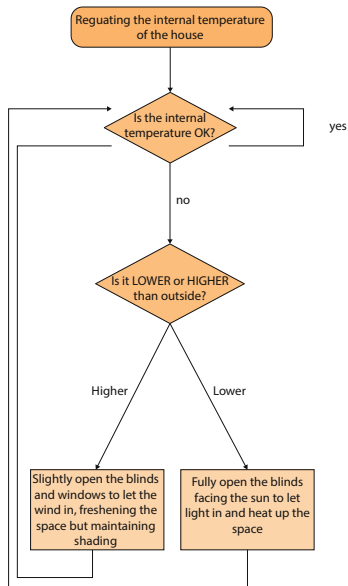 Reguating the internal temperature
of the house
Is the internal
temperature OK?
yes
no
Is it LOWER or HIGHER
than outside?
Higher
Lower
Slightly open the blinds
and windows to let the
wind in, freshening the
space but maintaining
shading
Fully open the blinds
facing the sun to let
light in and heat up the
space